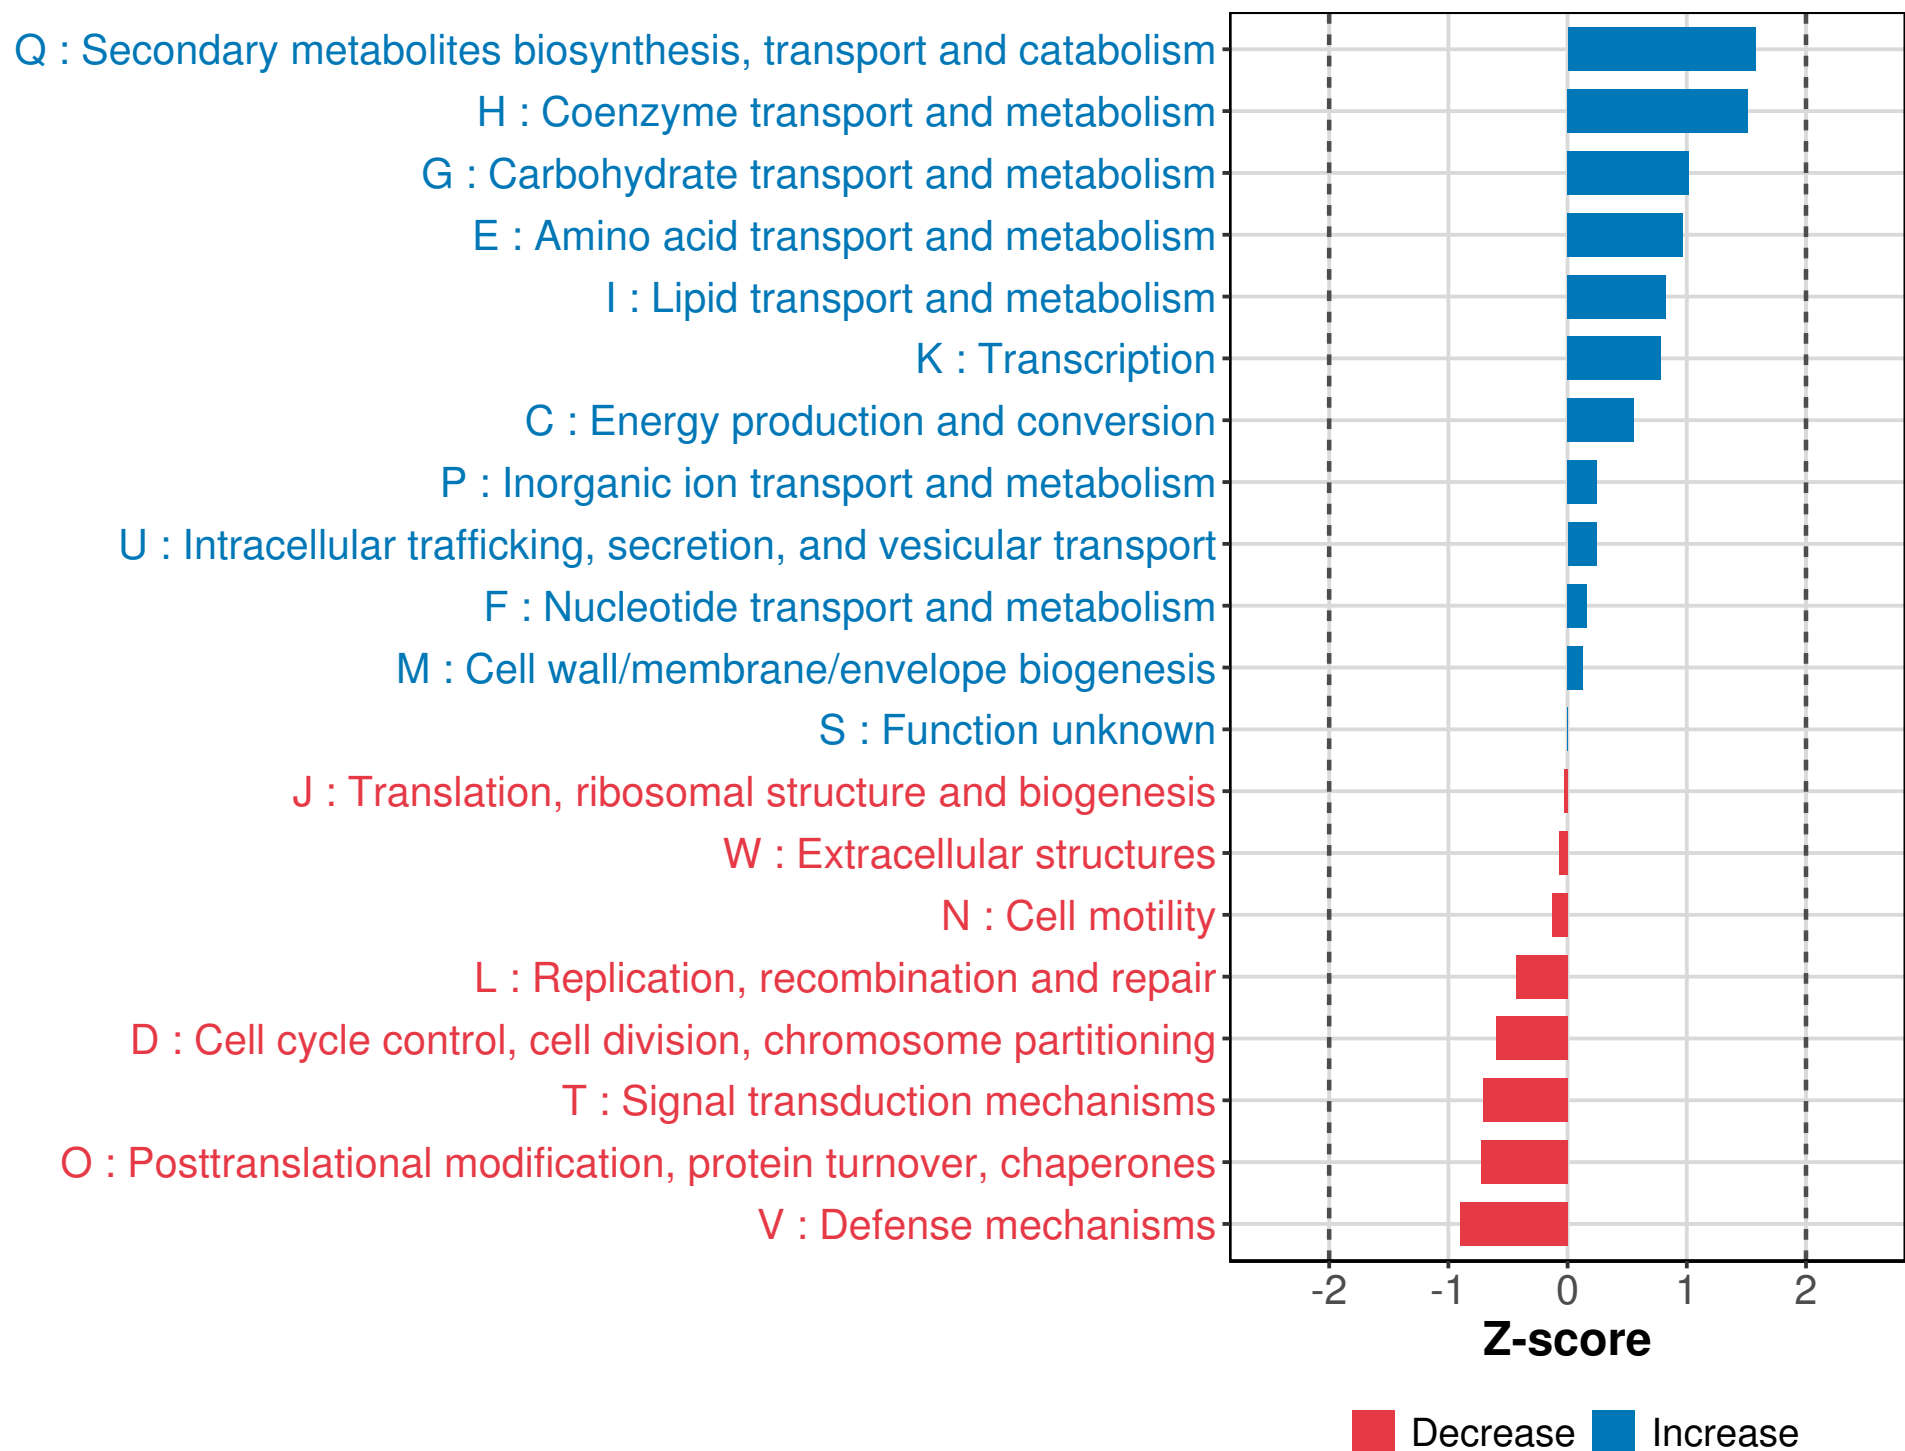 Q : Secondary metabolites biosynthesis, transport and catabolism
H : Coenzyme transport and metabolism
G : Carbohydrate transport and metabolism
E : Amino acid transport and metabolism
I : Lipid transport and metabolism
K : Transcription
C : Energy production and conversion
P : Inorganic ion transport and metabolism
U : Intracellular trafficking, secretion, and vesicular transport
F : Nucleotide transport and metabolism
M : Cell wall/membrane/envelope biogenesis
S : Function unknown
J : Translation, ribosomal structure and biogenesis
W : Extracellular structures
N : Cell motility
L : Replication, recombination and repair
D : Cell cycle control, cell division, chromosome partitioning
T : Signal transduction mechanisms
O : Posttranslational modification, protein turnover, chaperones
V : Defense mechanisms
-2 -1 0 1 2
Z-score
Decrease Increase